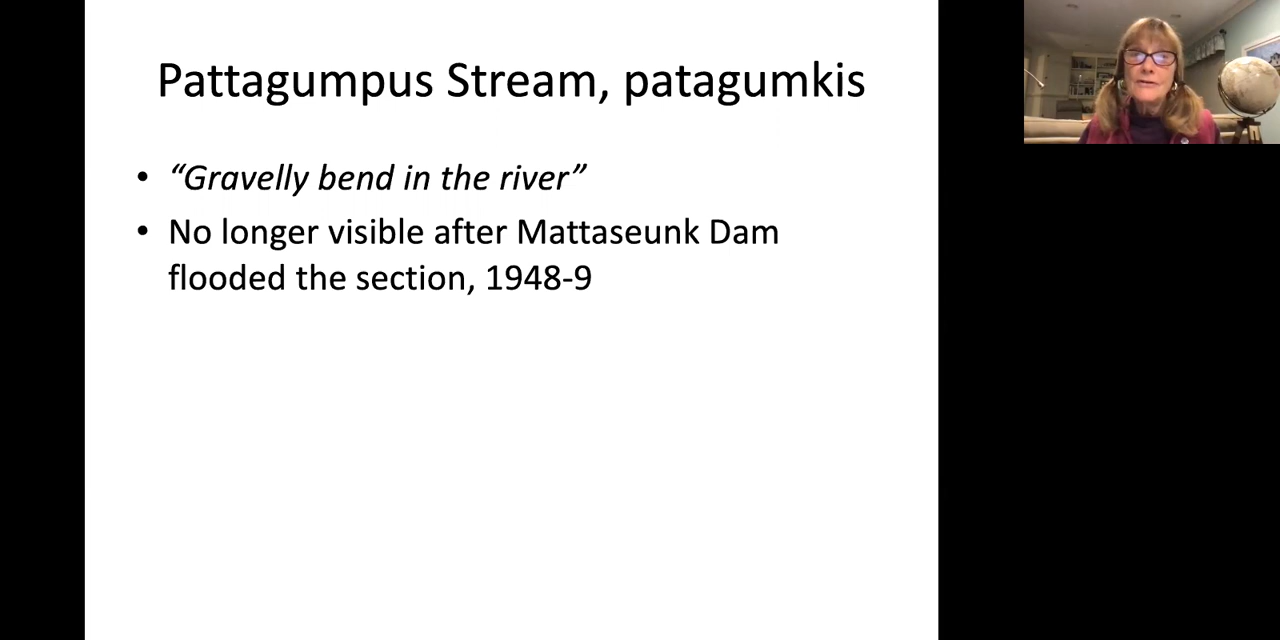 Pattagumpus Stream, patagumkis
• “Gravelly bend in the river”
• No longer visible after Mattaseunk Dam
flooded the section, 1948-9